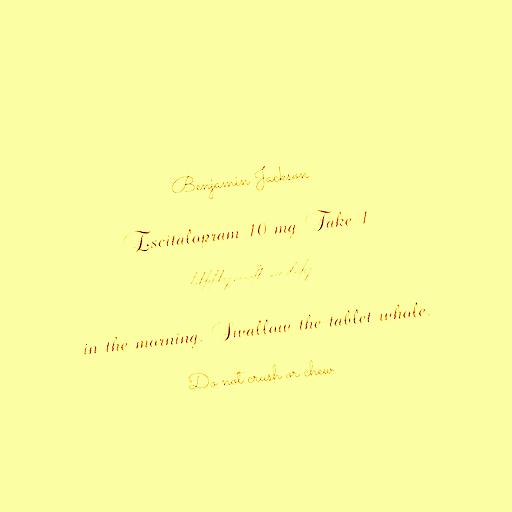 Benjamin Jackson
Escitalopram 10 mg Take 1
in the morning. Swallow the tablet whole.
Do not crush or chew